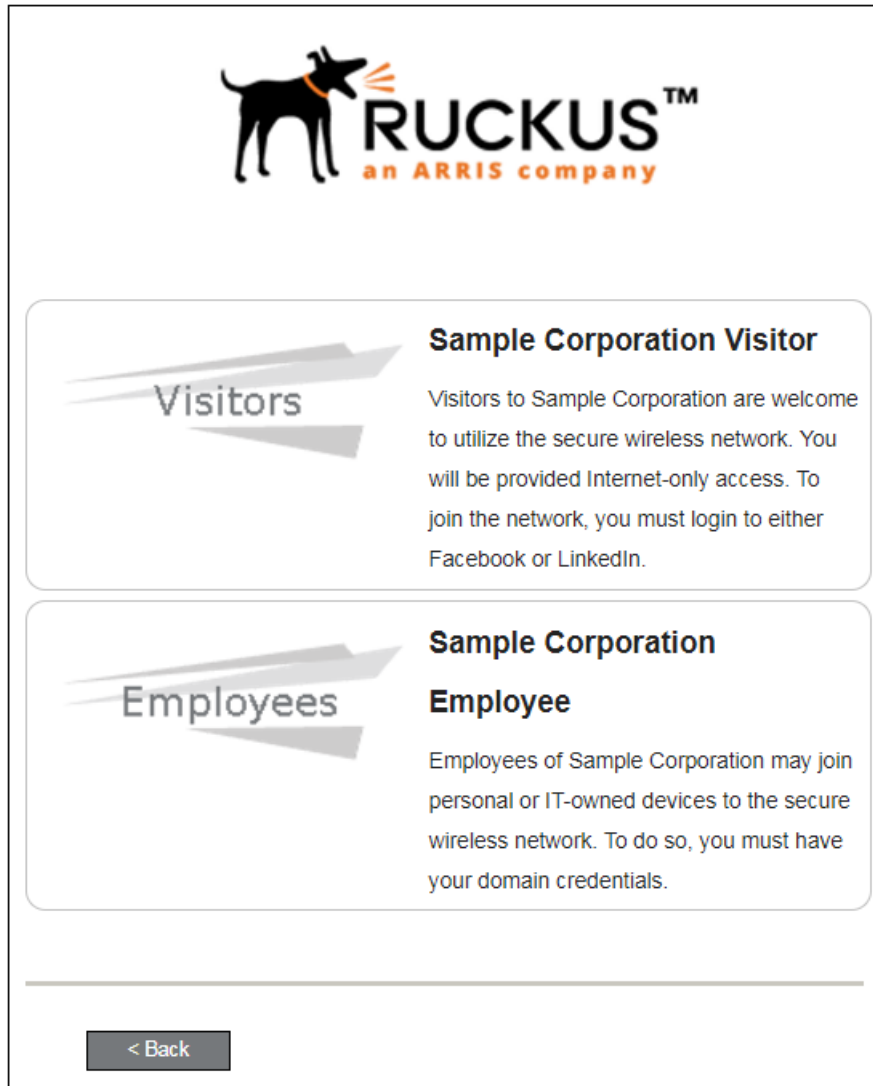 RUCKUS™
an ARRIS company
Visitors
Sample Corporation Visitor
Visitors to Sample Corporation are welcome
to utilize the secure wireless network. You
will be provided Internet-only access. To
join the network, you must login to either
Facebook or LinkedIn.
Employees
Sample Corporation
Employee
Employees of Sample Corporation may join
personal or IT-owned devices to the secure
wireless network. To do so, you must have
your domain credentials.
< Back